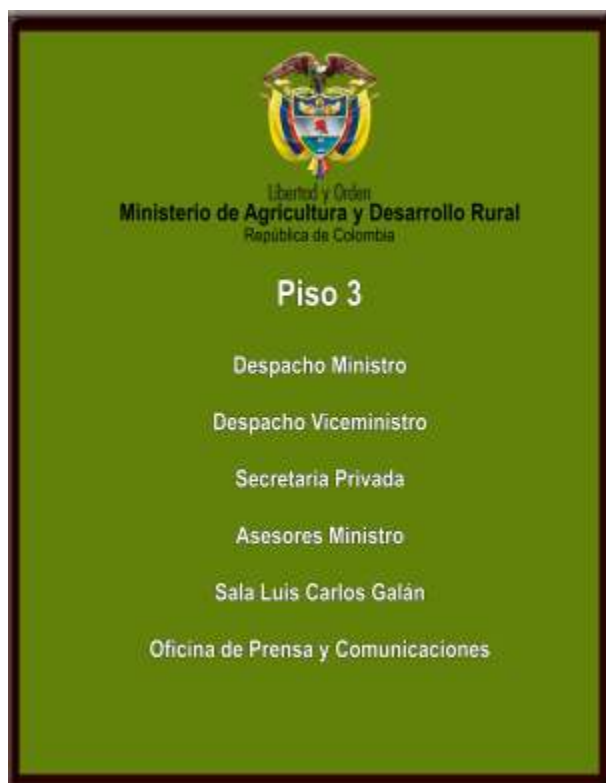 Libertad y Orden
Ministerio de Agricultura y Desarrollo Rural
República de Colombia
Piso 3
Despacho Ministro
Despacho Viceministro
Secretaria Privada
Asesores Ministro
Sala Luis Carlos Galán
Oficina de Prensa y Comunicaciones